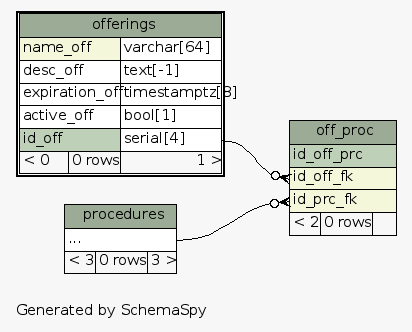 offerings
name_off varchar[64]
desc_off text[-1]
expiration_off timestamptz[8]
active_off bool[1]
id_off serial[4]
< 0 0 rows 1 >
off_proc
id_off_prc
id_off_fk
id_prc_fk
< 2 0 rows
procedures
...
< 3 0 rows 3 >
Generated by SchemaSpy